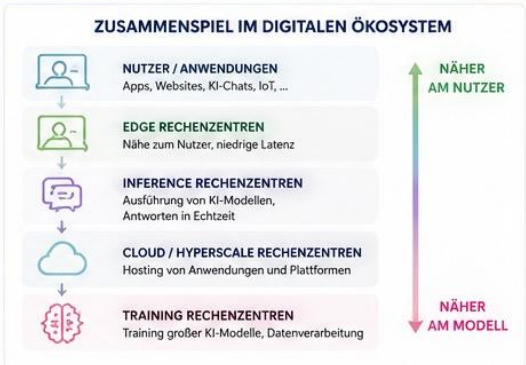 ZUSAMMENSPIEL IM DIGITALEN ÖKOSYSTEM
NUTZER / ANWENDUNGEN
Apps, Websites, KI-Chats, IoT, ...
EDGE RECHENZENTREN
Nähe zum Nutzer, niedrige Latenz
INFERENCE RECHENZENTREN
Ausführung von KI-Modellen,
Antworten in Echtzeit
CLOUD / HYPERSCALE RECHENZENTREN
Hosting von Anwendungen und Plattformen
TRAINING RECHENZENTREN
Training großer KI-Modelle, Datenverarbeitung
NÄHER
AM NUTZER
NÄHER
AM MODELL